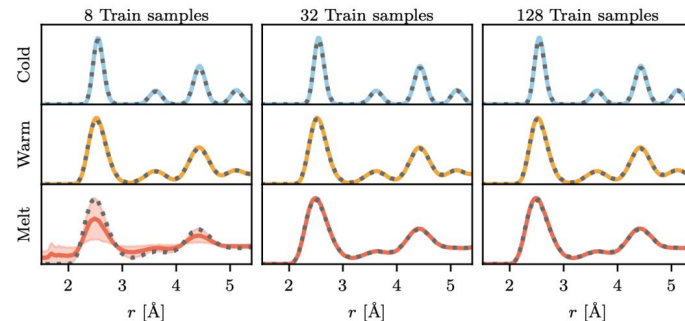 8 Train samples
32 Train samples
128 Train samples
Cold
Warm
Melt
2 3 4 5
2 3 4 5
2 3 4 5
r [Å]
r [Å]
r [Å]